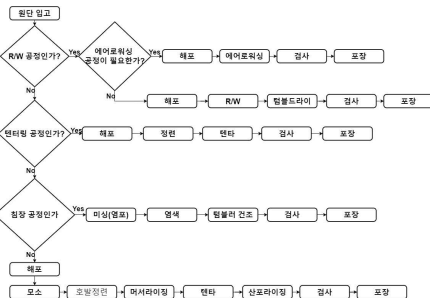 원단 입고
R/W 공정인가?
Yes
에어로워싱
공정이 필요한가?
Yes
해포
에어로워싱
검사
포장
No
No
해포
R/W
텀블드라이
검사
포장
텐터링 공정인가?
Yes
해포
정련
텐타
검사
포장
No
침장 공정인가
Yes
미싱(염포)
염색
텀블러 건조
검사
포장
No
해포
모소
호발정련
머서라이징
텐타
산포라이징
검사
포장